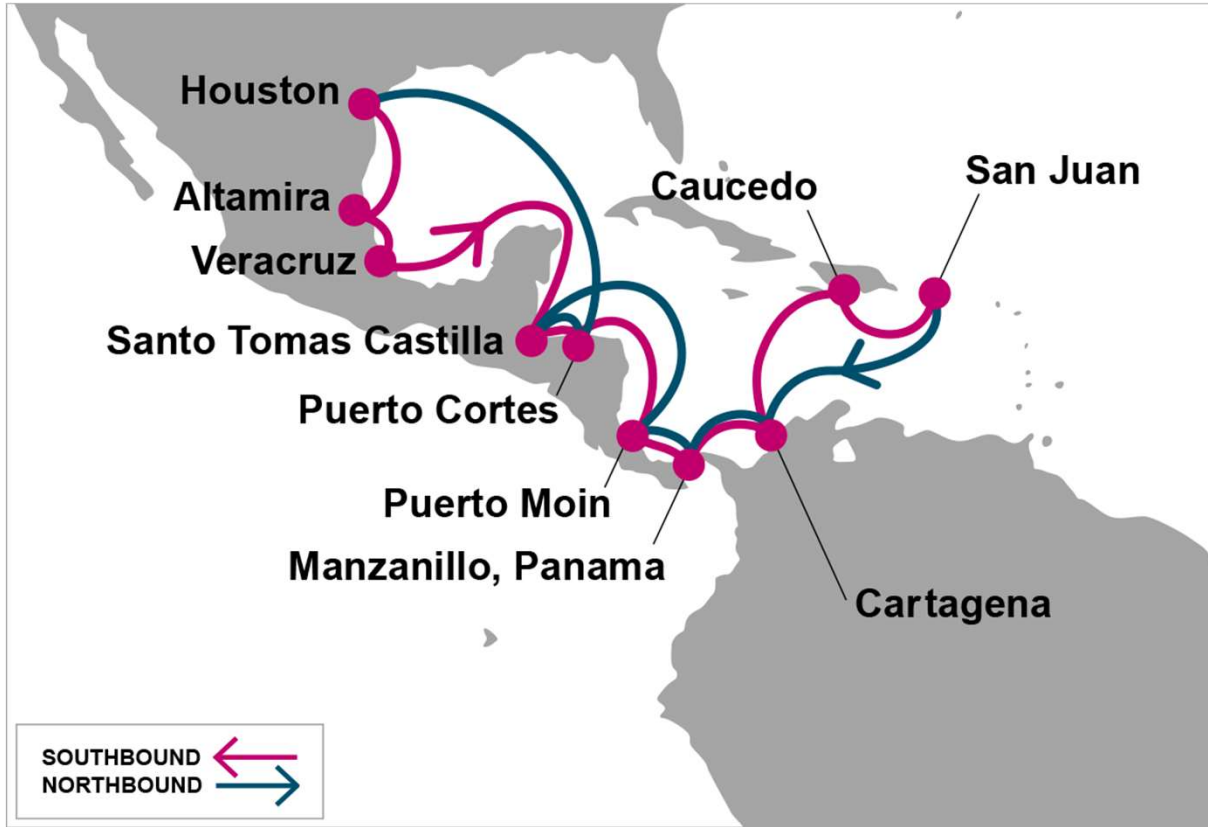 Houston
Altamira
Veracruz
Santo Tomas Castilla
Puerto Cortes
Puerto Moin
Manzanillo, Panama
Caucedo
San Juan
Cartagena
SOUTHBOUND
NORTHBOUND